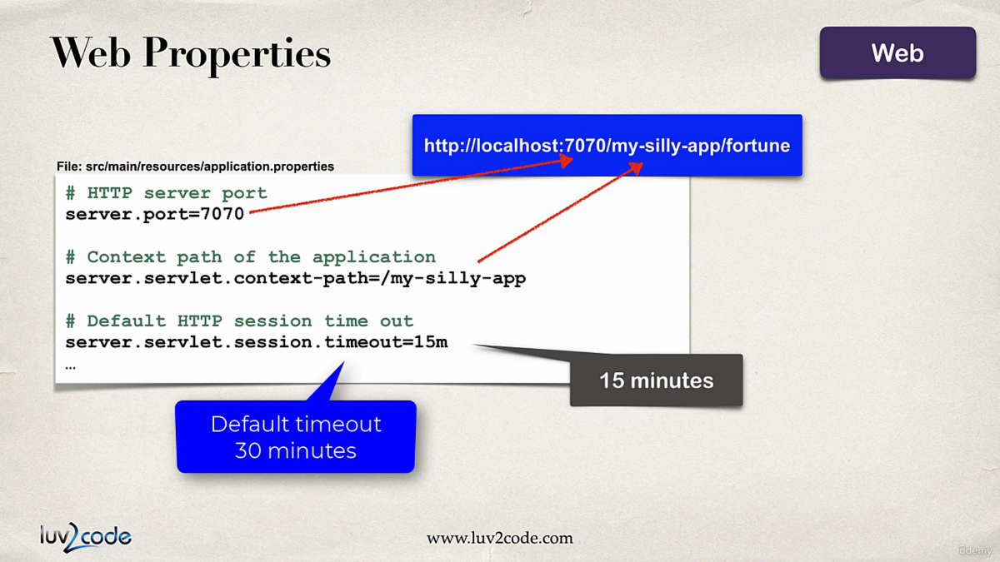 Web Properties
Web
http://localhost:7070/my-silly-app/fortune
File: src/main/resources/application.properties
# HTTP server port
server.port=7070
# Context path of the application
server.servlet.context-path=/my-silly-app
# Default HTTP session time out
server.servlet.session.timeout=15m
...
15 minutes
Default timeout
30 minutes
luv2code
www.luv2code.com
Udemy